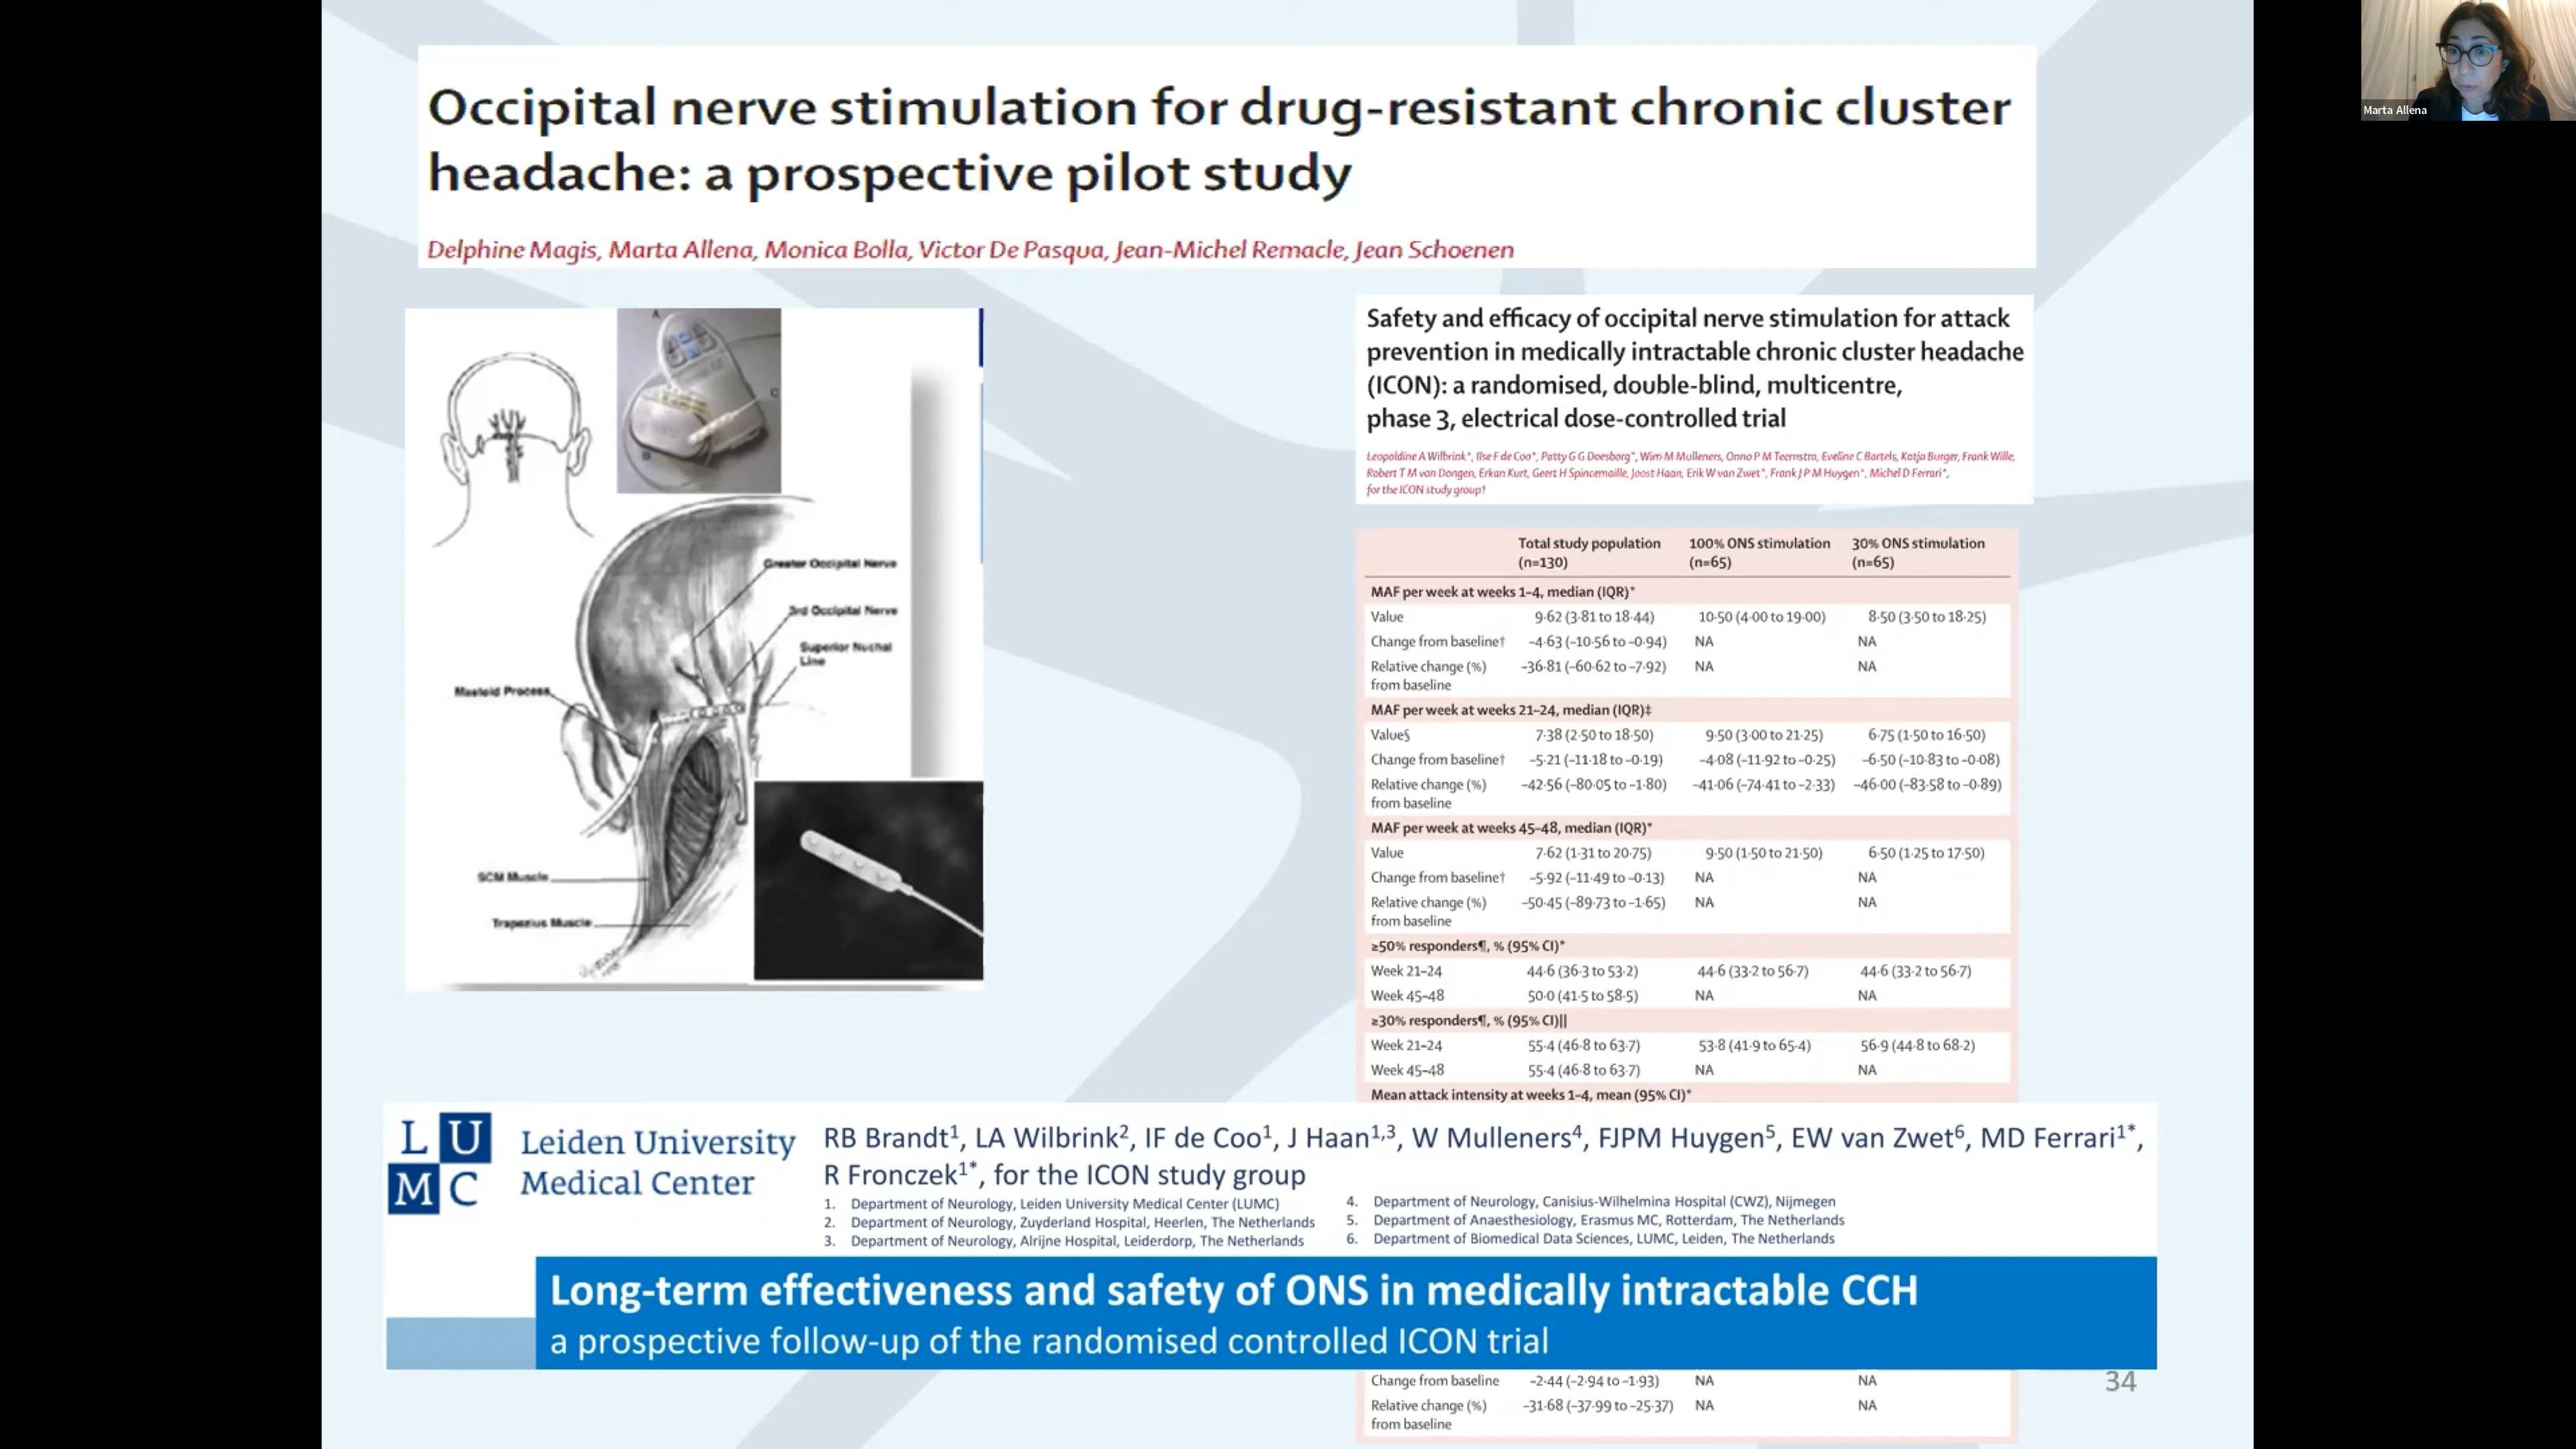 Marta Allena
Occipital nerve stimulation for drug-resistant chronic cluster
headache: a prospective pilot study
Delphine Magis, Marta Allena, Monica Bolla, Victor De Pasqua, Jean-Michel Remacle, Jean Schoenen
A
C
B
Greater Occipital Nerve
3rd Occipital Nerve
Superior Nuchal
Line
Mastoid Process
SCM Muscle
Trapezius Muscle
Safety and efficacy of occipital nerve stimulation for attack
prevention in medically intractable chronic cluster headache
(ICON): a randomised, double-blind, multicentre,
phase 3, electrical dose-controlled trial
Leopoldine A Wilbrink*, Ilse F de Coo*, Patty G G Doesborg*, Wim M Mulleners, Onno P M Teernstra, Eveline C Bartels, Katja Burger, Frank Wille,
Robert T M van Dongen, Erkan Kurt, Geert H Spincemaille, Joost Haan, Erik W van Zwet*, Frank J P M Huygen*, Michel D Ferrari*,
for the ICON study group†
Total study population 100% ONS stimulation 30% ONS stimulation
(n=130) (n=65) (n=65)
MAF per week at weeks 1–4, median (IQR)*
Value 9·62 (3·81 to 18·44) 10·50 (4·00 to 19·00) 8·50 (3·50 to 18·25)
Change from baseline† –4·63 (–10·56 to –0·94) NA NA
Relative change (%) –36·81 (–60·62 to –7·92) NA NA
from baseline
MAF per week at weeks 21–24, median (IQR)‡
Value§ 7·38 (2·50 to 18·50) 9·50 (3·00 to 21·25) 6·75 (1·50 to 16·50)
Change from baseline† –5·21 (–11·18 to –0·19) –4·08 (–11·92 to –0·25) –6·50 (–10·83 to –0·08)
Relative change (%) –42·56 (–80·05 to –1·80) –41·06 (–74·41 to –2·33) –46·00 (–83·58 to –0·89)
from baseline
MAF per week at weeks 45–48, median (IQR)*
Value 7·62 (1·31 to 20·75) 9·50 (1·50 to 21·50) 6·50 (1·25 to 17·50)
Change from baseline† –5·92 (–11·49 to –0·13) NA NA
Relative change (%) –50·45 (–89·73 to –1·65) NA NA
from baseline
≥50% responders¶, % (95% CI)*
Week 21–24 44·6 (36·3 to 53·2) 44·6 (33·2 to 56·7) 44·6 (33·2 to 56·7)
Week 45–48 50·0 (41·5 to 58·5) NA NA
≥30% responders¶, % (95% CI)||
Week 21–24 55·4 (46·8 to 63·7) 53·8 (41·9 to 65·4) 56·9 (44·8 to 68·2)
Week 45–48 55·4 (46·8 to 63·7) NA NA
Mean attack intensity at weeks 1–4, mean (95% CI)*
L U
M C
Leiden University
Medical Center
RB Brandt1, LA Wilbrink2, IF de Coo1, J Haan1,3, W Mulleners4, FJPM Huygen5, EW van Zwet6, MD Ferrari1*,
R Fronczek1*, for the ICON study group
1. Department of Neurology, Leiden University Medical Center (LUMC)
2. Department of Neurology, Zuyderland Hospital, Heerlen, The Netherlands
3. Department of Neurology, Alrijne Hospital, Leiderdorp, The Netherlands
4. Department of Neurology, Canisius-Wilhelmina Hospital (CWZ), Nijmegen
5. Department of Anaesthesiology, Erasmus MC, Rotterdam, The Netherlands
6. Department of Biomedical Data Sciences, LUMC, Leiden, The Netherlands
Long-term effectiveness and safety of ONS in medically intractable CCH
a prospective follow-up of the randomised controlled ICON trial
Change from baseline –2·44 (–2·94 to –1·93) NA NA
Relative change (%) –31·68 (–37·99 to –25·37) NA NA
from baseline
34